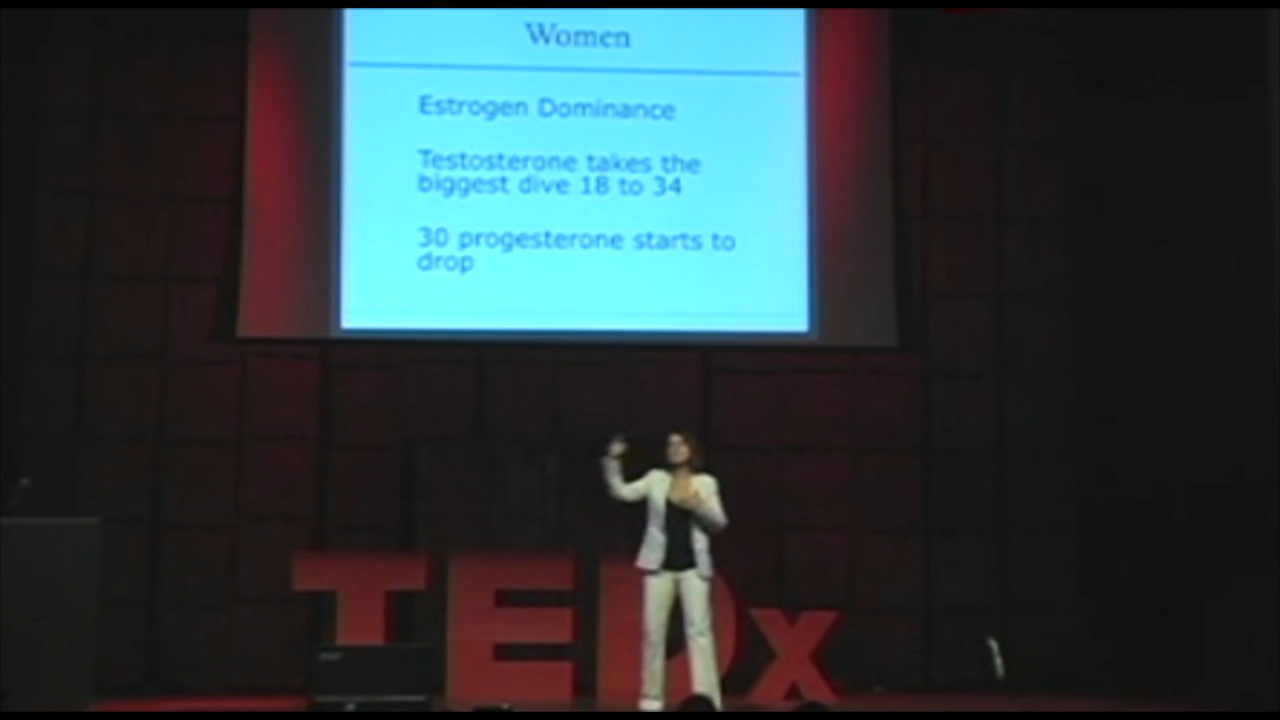 Women
Estrogen Dominance
Testosterone takes the
biggest dive 18 to 34
30 progesterone starts to
drop
TEDx